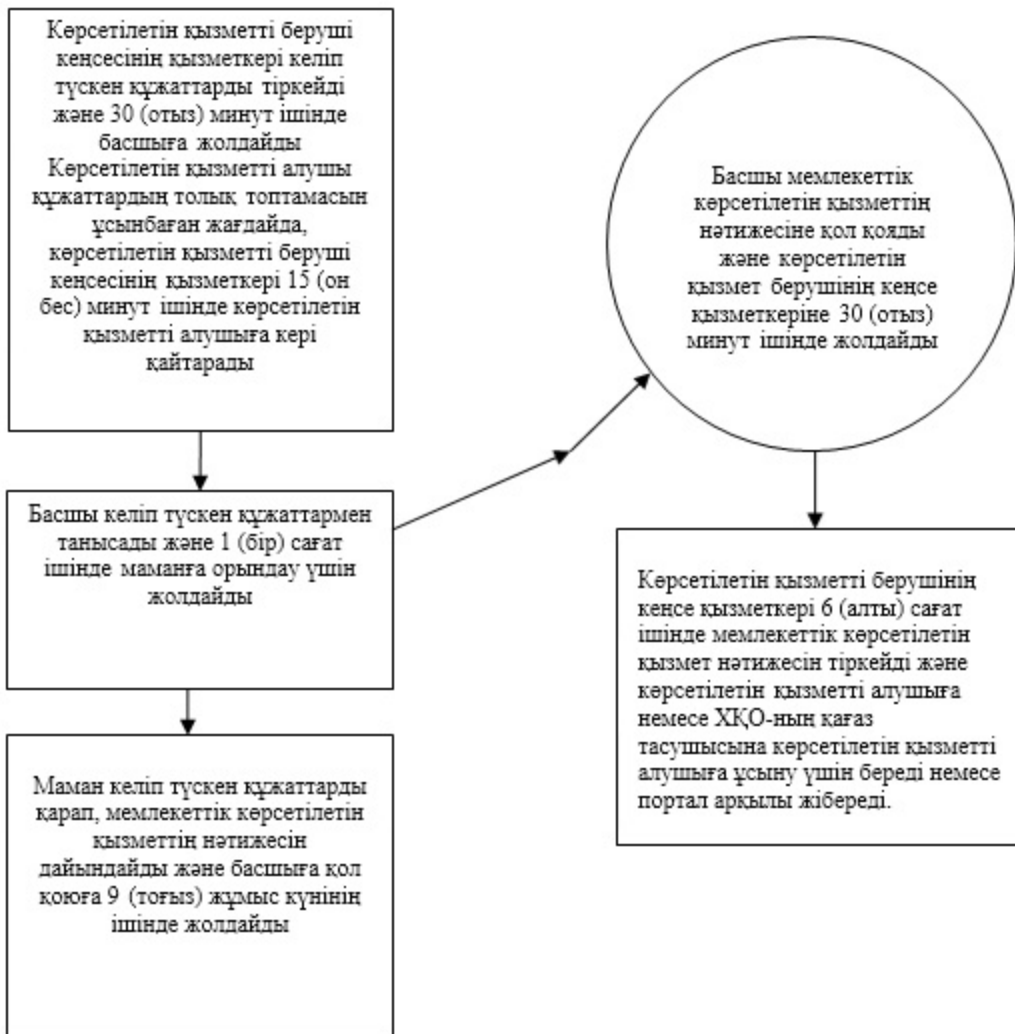 Көрсетілетін қызметті беруші
кеңсесінің қызметкері келіп
түскен құжаттарды тіркейді
және 30 (отыз) минут ішінде
басшыға жолдайды
Көрсетілетін қызметті алушы
құжаттардың толық топтамасын
ұсынбаған жағдайда,
көрсетілетін қызметті беруші
кеңсесінің қызметкері 15 (он
бес) минут ішінде көрсетілетін
қызметті алушыға кері
қайтарады
Басшы келіп түскен құжаттармен
танысады және 1 (бір) сағат
ішінде маманға орындау үшін
жолдайды
Маман келіп түскен құжаттарды
қарап, мемлекеттік көрсетілетін
қызметтің нәтижесін
дайындайды және басшыға қол
қоюға 9 (тоғыз) жұмыс күнінің
ішінде жолдайды
Басшы мемлекеттік
көрсетілетін қызметтің
нәтижесіне қол қояды
және көрсетілетін
қызмет берушінің кеңсе
қызметкеріне 30 (отыз)
минут ішінде жолдайды
Көрсетілетін қызметті берушінің
кеңсе қызметкері 6 (алты) сағат
ішінде мемлекеттік көрсетілетін
қызмет нәтижесін тіркейді және
көрсетілетін қызметті алушыға
немесе ХҚО-ның қағаз
тасушысына көрсетілетін қызметті
алушыға ұсыну үшін береді немесе
портал арқылы жібереді.